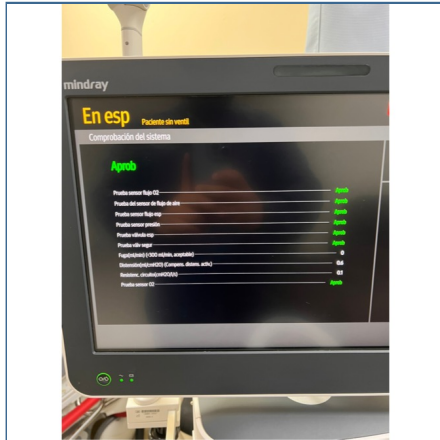 mindray
En esp Paciente sin ventil
Comprobación del sistema
Aprob
Prueba sensor flujo O2 Aprob
Prueba del sensor de flujo de aire Aprob
Prueba sensor flujo esp Aprob
Prueba sensor presión Aprob
Prueba válvula esp Aprob
Prueba válv segur Aprob
Fuga(ml/min) (<300 ml/min, aceptable) 0
Distensión(ml/cmH2O) (Compens. distens. activ.) 0.6
Resistenc. circuito(cmH2O/l/s) 0.1
Prueba sensor O2 Aprob